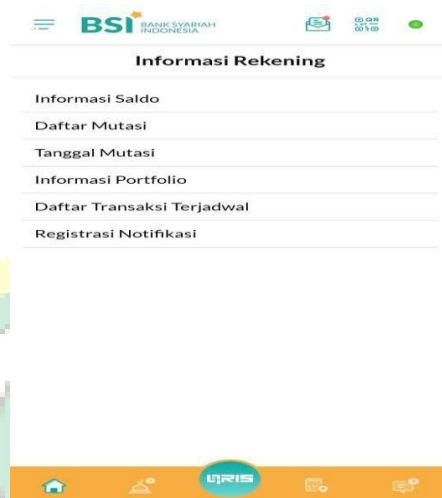 BSI BANK SYARIAH
INDONESIA
Informasi Rekening
Informasi Saldo
Daftar Mutasi
Tanggal Mutasi
Informasi Portfolio
Daftar Transaksi Terjadwal
Registrasi Notifikasi
QRIS